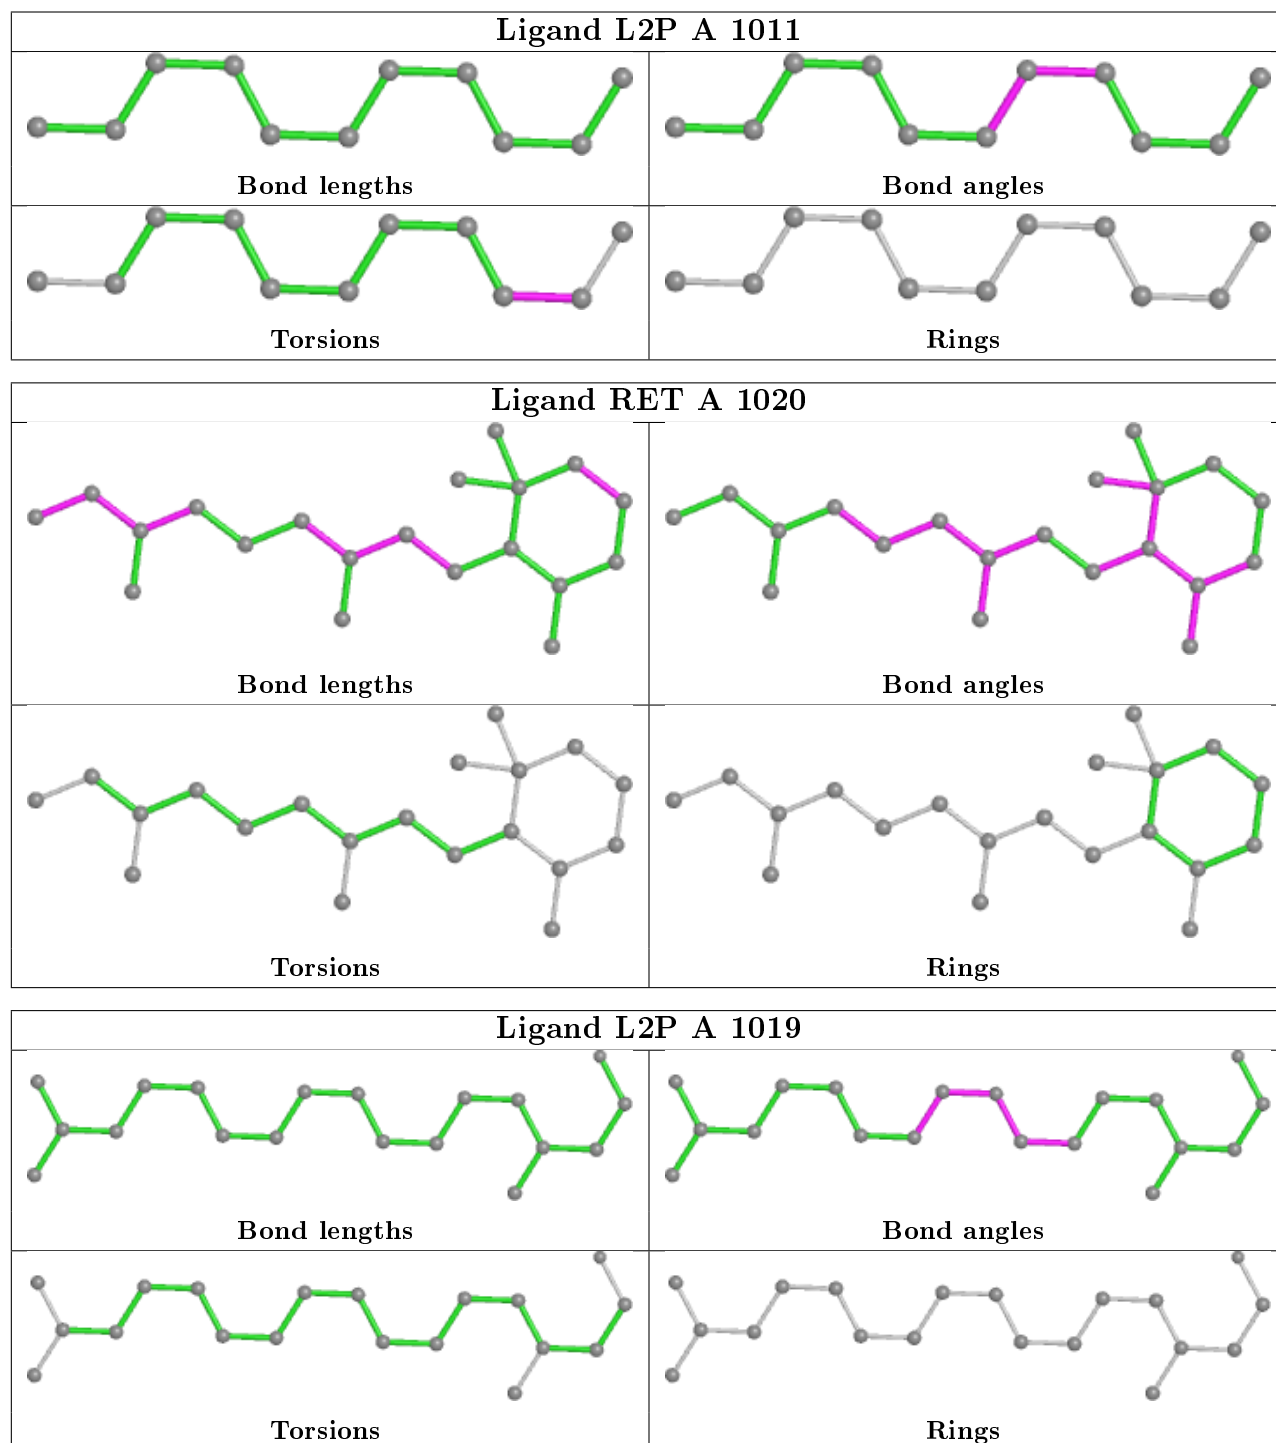 Ligand L2P A 1011
Bond lengths
Bond angles
Torsions
Rings
Ligand RET A 1020
Bond lengths
Bond angles
Torsions
Rings
Ligand L2P A 1019
Bond lengths
Bond angles
Torsions
Rings